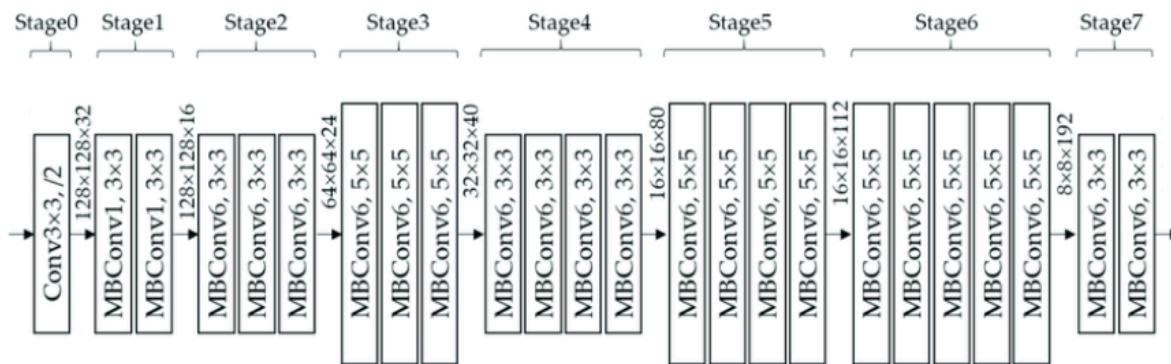 Stage0
Stage1
Stage2
Stage3
Stage4
Stage5
Stage6
Stage7
Conv3×3, /2
128×128×32
MBConv1, 3×3
MBConv1, 3×3
128×128×16
MBConv6, 3×3
MBConv6, 3×3
MBConv6, 3×3
64×64×24
MBConv6, 5×5
MBConv6, 5×5
MBConv6, 5×5
32×32×40
MBConv6, 3×3
MBConv6, 3×3
MBConv6, 3×3
MBConv6, 3×3
16×16×80
MBConv6, 5×5
MBConv6, 5×5
MBConv6, 5×5
MBConv6, 5×5
16×16×112
MBConv6, 5×5
MBConv6, 5×5
MBConv6, 5×5
MBConv6, 5×5
MBConv6, 5×5
8×8×192
MBConv6, 3×3
MBConv6, 3×3